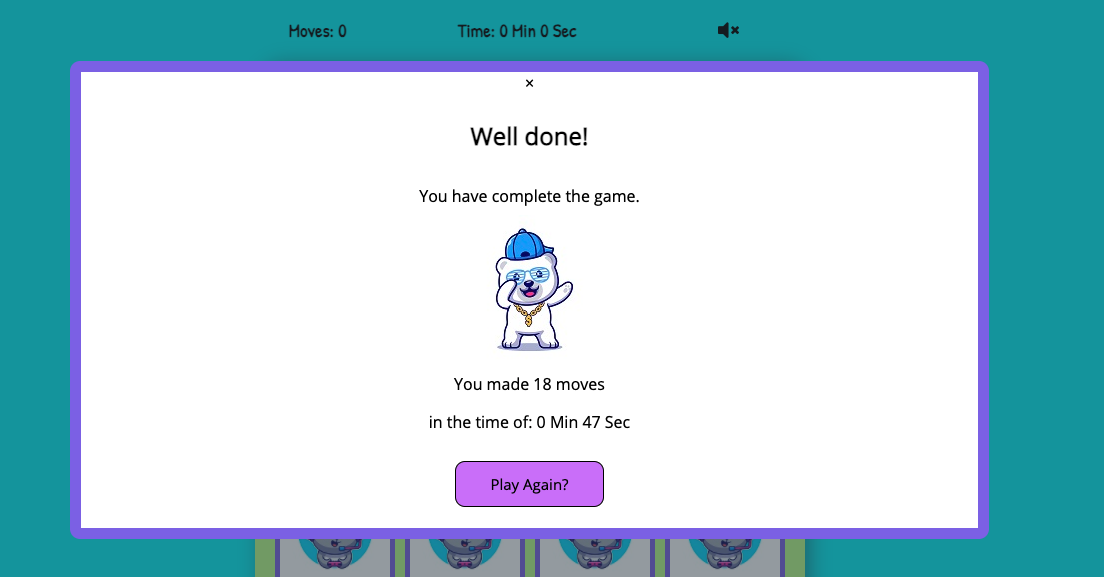 Moves: 0 Time: 0 Min 0 Sec
×
Well done!
You have complete the game.
You made 18 moves
in the time of: 0 Min 47 Sec
Play Again?